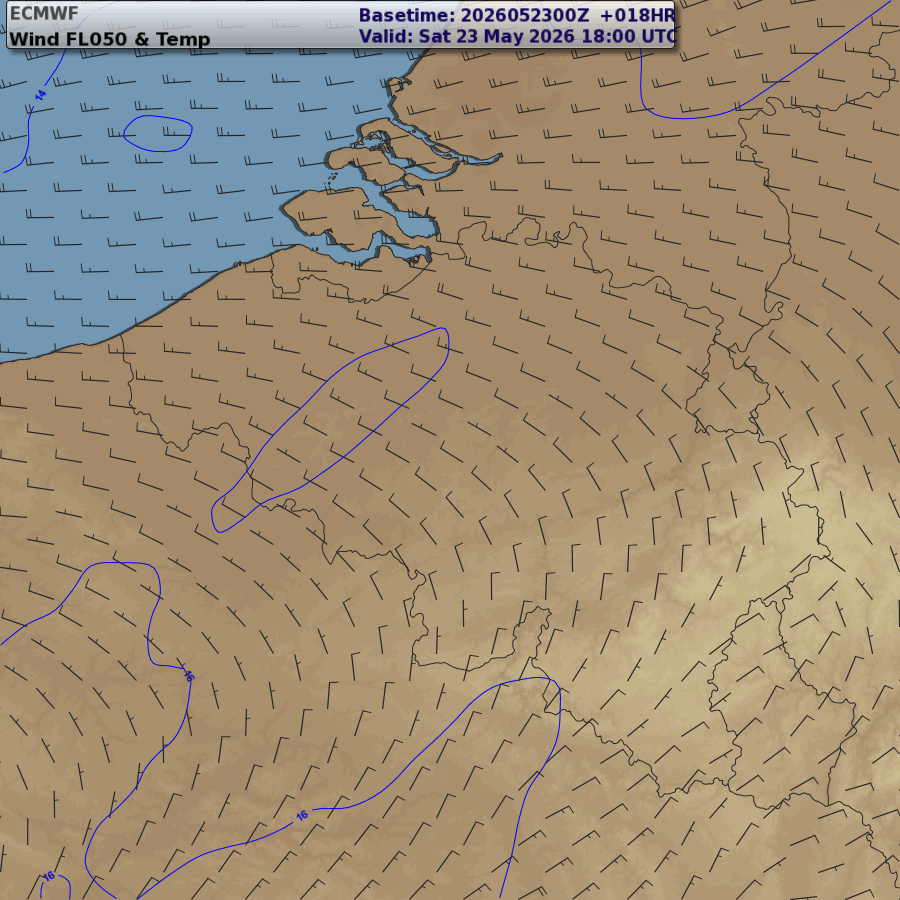 ECMWF
Basetime: 2026052300Z +018HR
Wind FL050 & Temp
Valid: Sat 23 May 2026 18:00 UTC
14
16
16
16